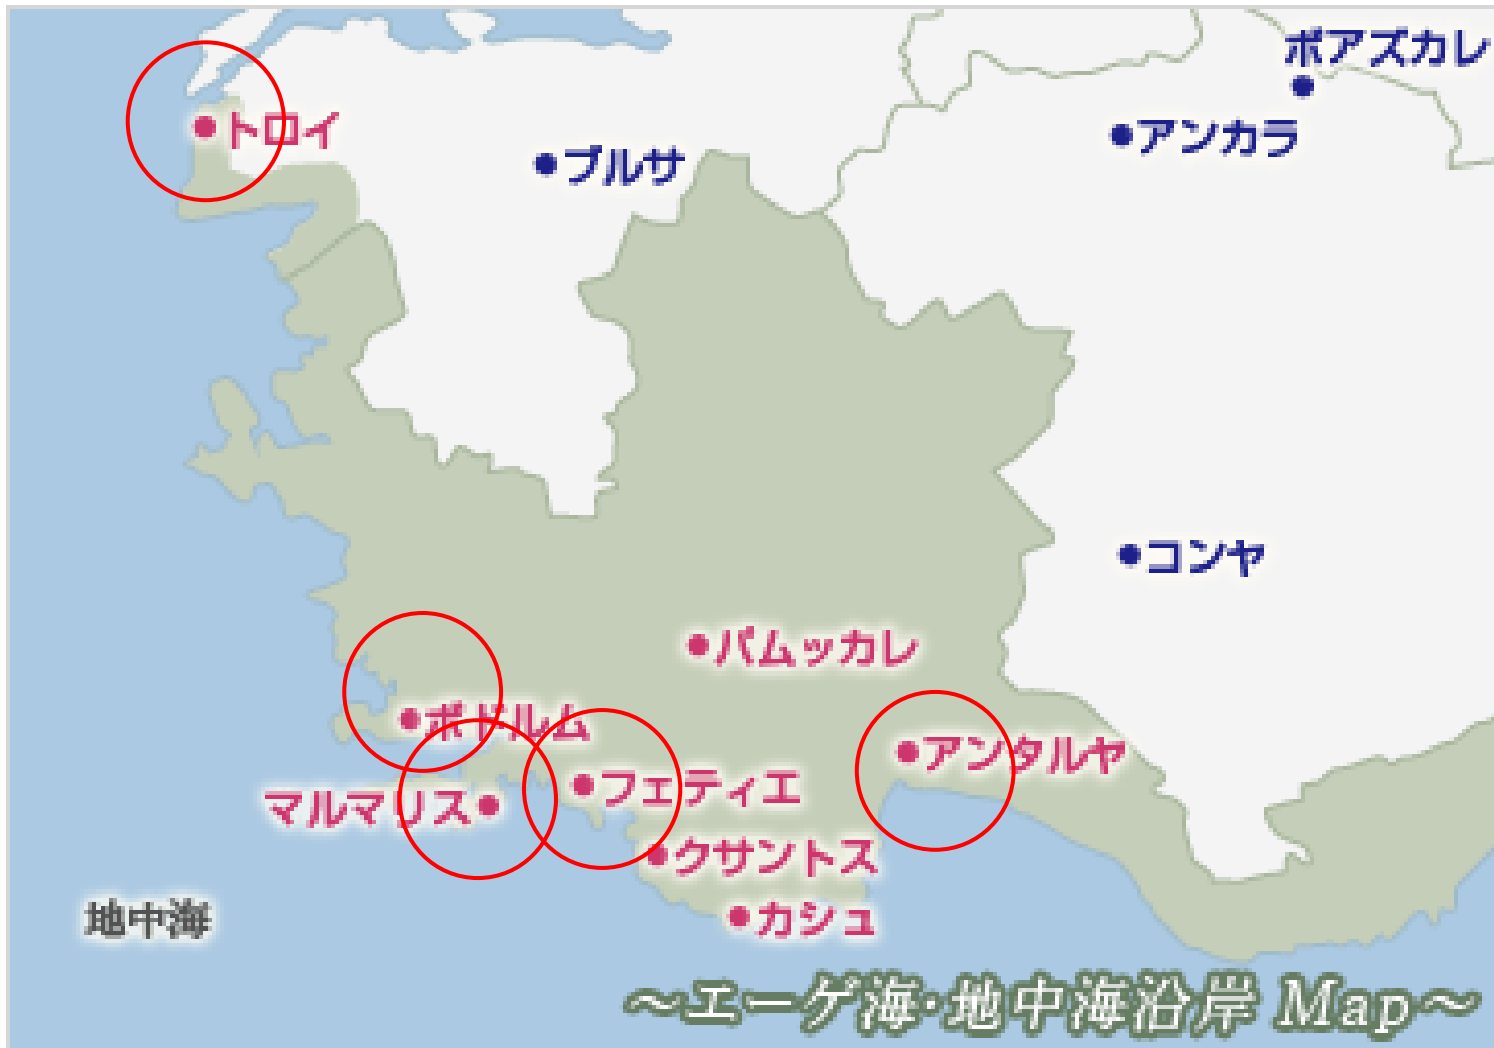 ボアズカレ
トロイ
アンカラ
ブルサ
コンヤ
パムッカレ
ボドルム
アンタルヤ
フェティエ
マルマリス
クサントス
カシュ
地中海
～エーゲ海・地中海沿岸 Map～